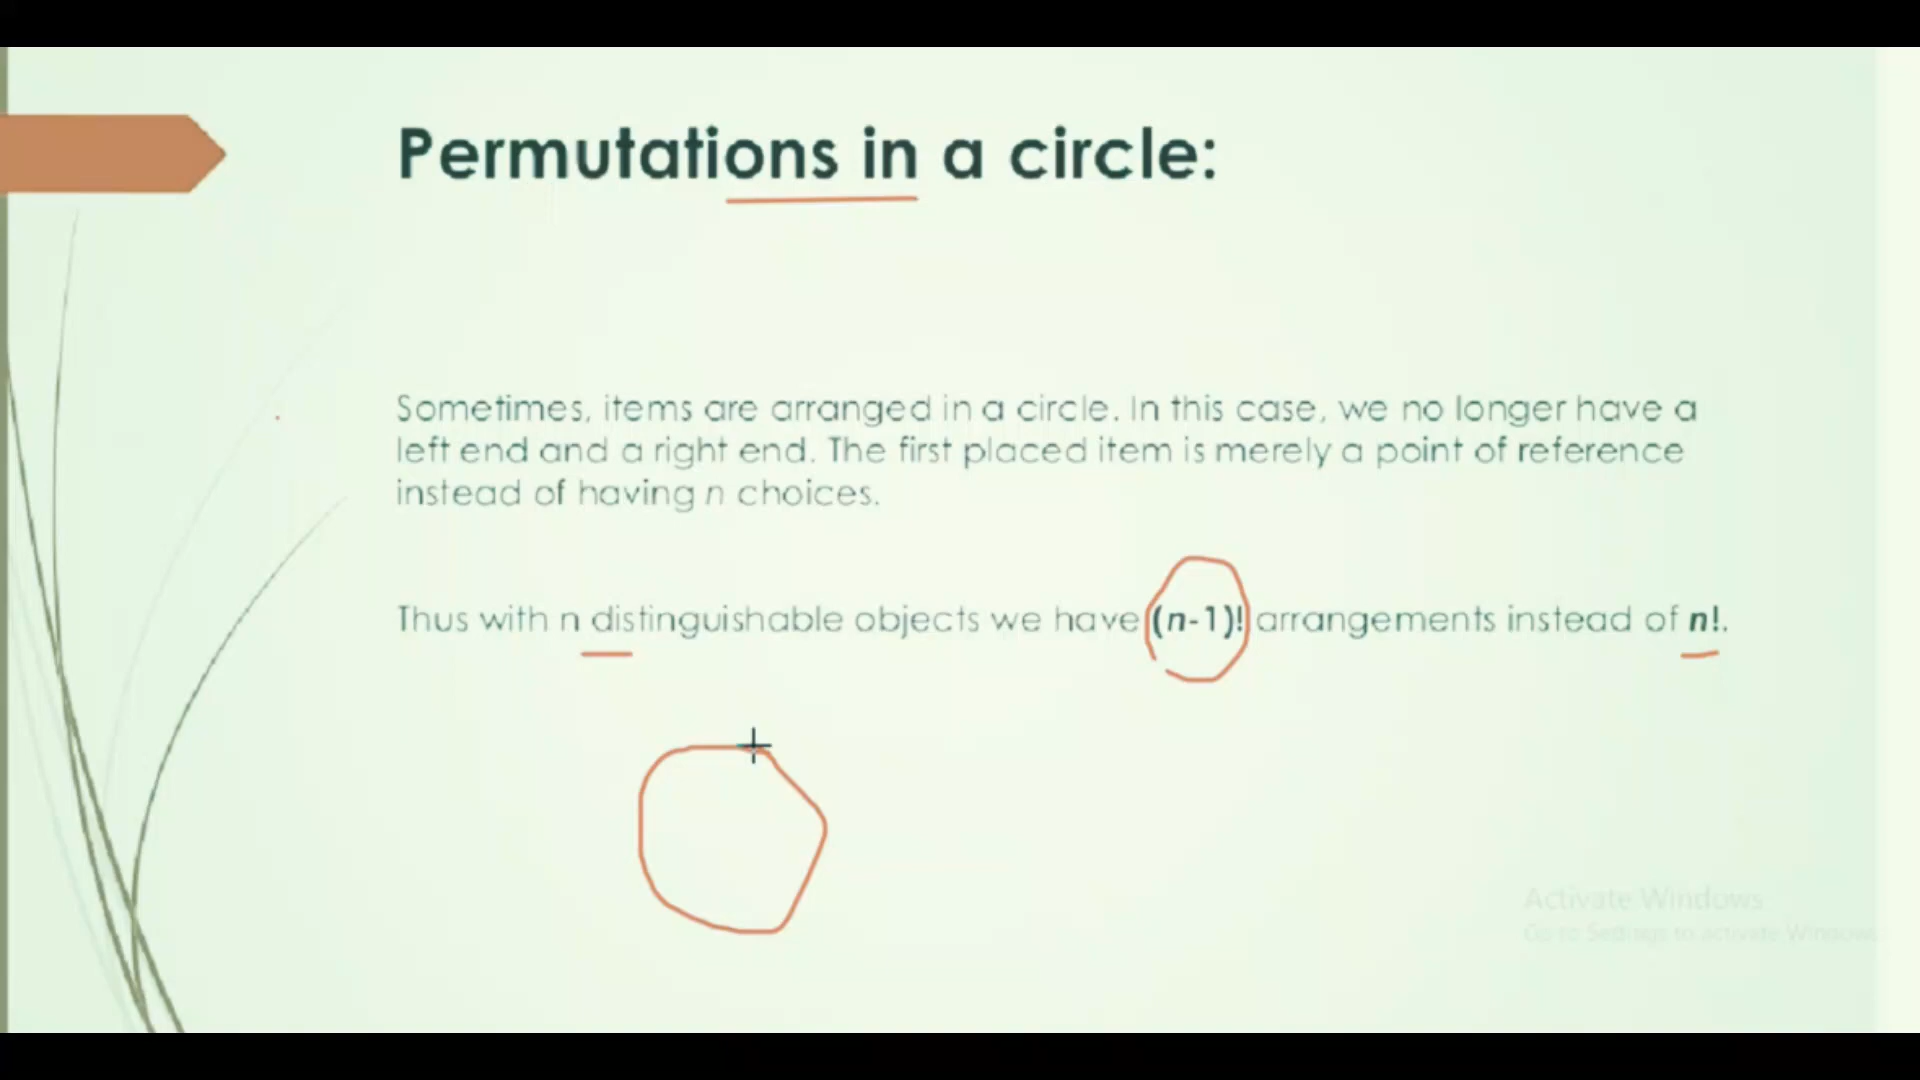 Permutations in a circle:
Sometimes, items are arranged in a circle. In this case, we no longer have a
left end and a right end. The first placed item is merely a point of reference
instead of having n choices.
Thus with n distinguishable objects we have (n-1)! arrangements instead of n!.
Activate Windows
Go to Settings to activate Windows